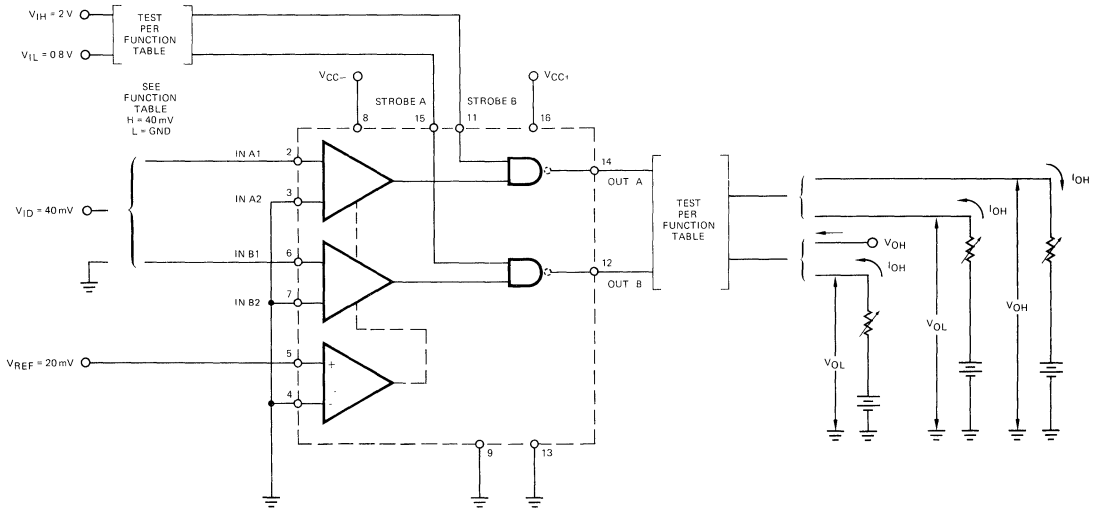 VIH = 2 V
VIL = 0 8 V
TEST
PER
FUNCTION
TABLE
SEE
FUNCTION
TABLE
H = 40 mV
L = GND
VCC−
VCC+
STROBE A
STROBE B
8
15
11
16
IN A1
2
IN A2
3
VID = 40 mV
IN B1
6
IN B2
7
VREF = 20 mV
5
+
4
-
9
13
14
OUT A
12
OUT B
TEST
PER
FUNCTION
TABLE
IOH
IOH
VOH
IOH
VOL
VOL
VOH